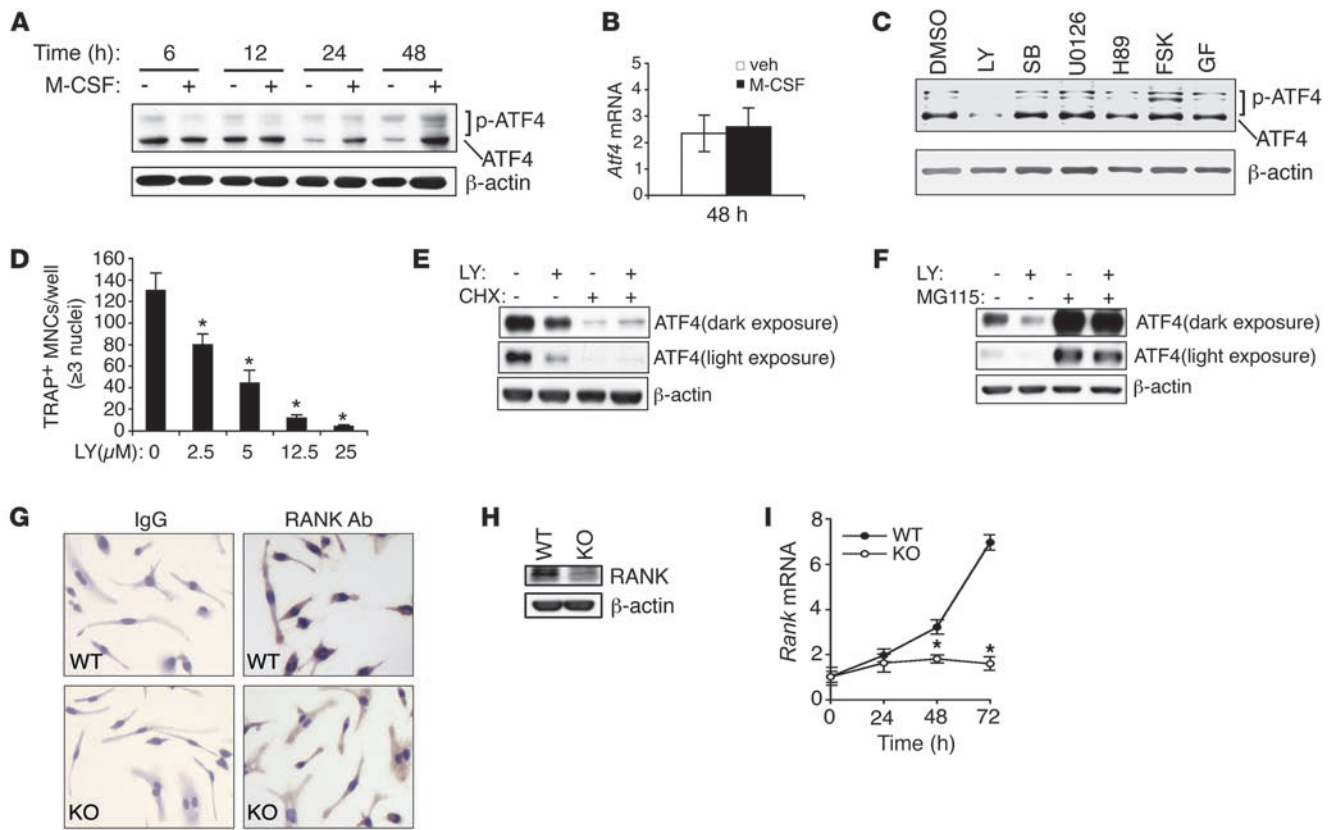 A
Time (h): 6 12 24 48
M-CSF: - + - + - + - +
p-ATF4
ATF4
β-actin
B
veh
M-CSF
Atf4 mRNA
5
4
3
2
1
0
48 h
C
DMSO LY SB U0126 H89 FSK GF
p-ATF4
ATF4
β-actin
D
TRAP+ MNCs/well
(≥3 nuclei)
160
140
120
100
80
60
40
20
0
* * * *
LY(µM): 0 2.5 5 12.5 25
E
LY: - + - +
CHX: - - + +
ATF4(dark exposure)
ATF4(light exposure)
β-actin
F
LY: - + - +
MG115: - - + +
ATF4(dark exposure)
ATF4(light exposure)
β-actin
G
IgG RANK Ab
WT WT
KO KO
H
WT KO
RANK
β-actin
I
WT
KO
Rank mRNA
8
6
4
2
0
* *
0 24 48 72
Time (h)